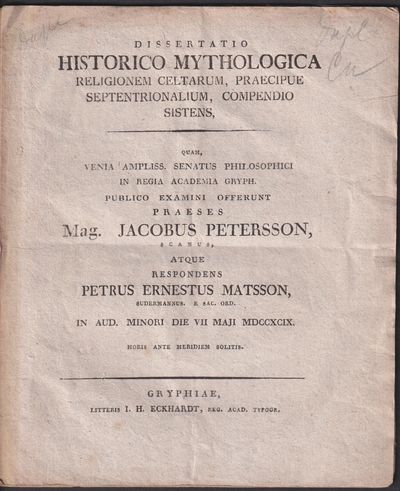 DISSERTATIO
HISTORICO MYTHOLOGICA
RELIGIONEM CELTARUM, PRAECIPUE
SEPTENTRIONALIUM, COMPENDIO
SISTENS,
QUAM,
VENIA AMPLISS. SENATUS PHILOSOPHICI
IN REGIA ACADEMIA GRYPH.
PUBLICO EXAMINI OFFERUNT
PRAESES
Mag. JACOBUS PETERSSON,
SCANUS,
ATQUE
RESPONDENS
PETRUS ERNESTUS MATSSON,
SUDERMANNUS. E SAC. ORD.
IN AUD. MINORI DIE VII MAJI MDCCXCIX.
HORIS ANTE MERIDIEM SOLITIS.
GRYPHIAE,
LITTERIS I. H. ECKHARDT, REG. ACAD. TYPOGR.